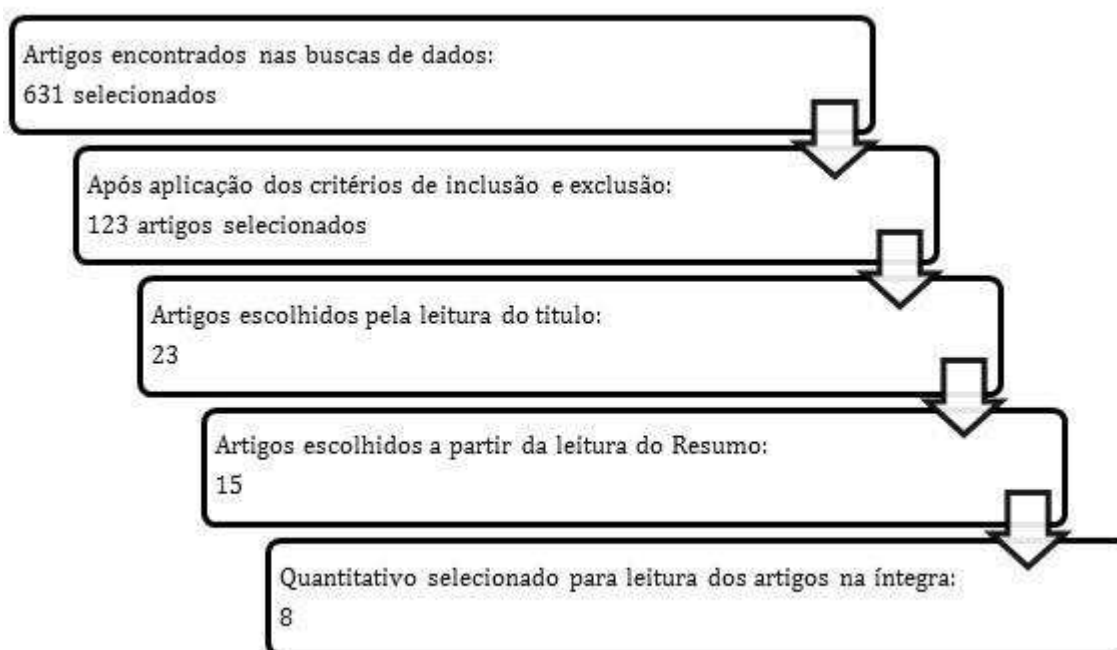 Artigos encontrados nas buscas de dados:
631 selecionados
Após aplicação dos critérios de inclusão e exclusão:
123 artigos selecionados
Artigos escolhidos pela leitura do titulo:
23
Artigos escolhidos a partir da leitura do Resumo:
15
Quantitativo selecionado para leitura dos artigos na íntegra:
8